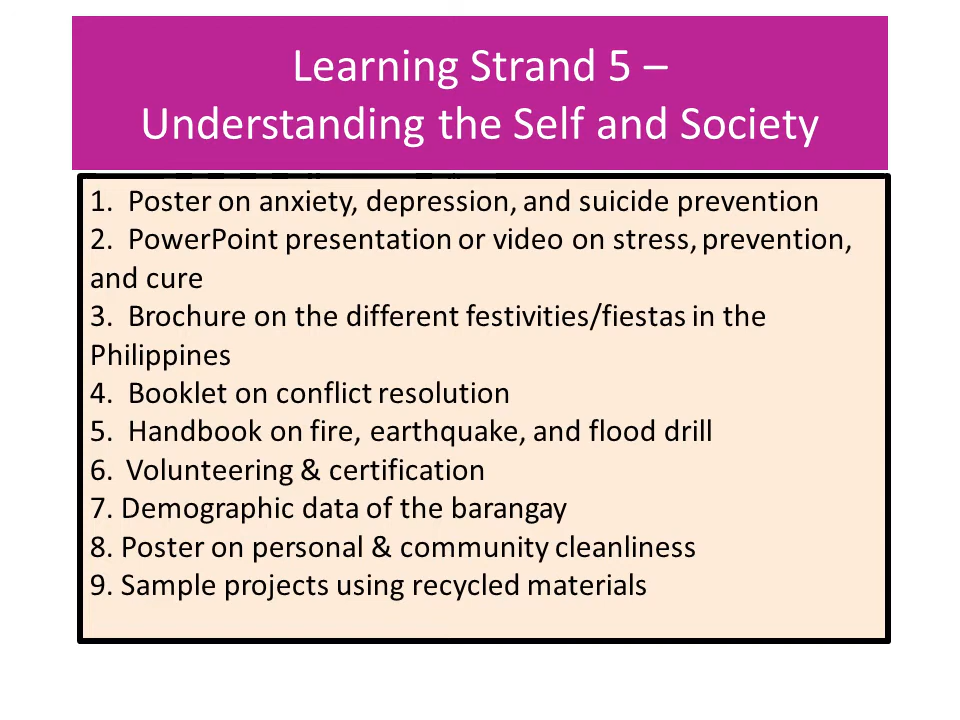 Learning Strand 5 –
Understanding the Self and Society
1. Poster on anxiety, depression, and suicide prevention
2. PowerPoint presentation or video on stress, prevention,
and cure
3. Brochure on the different festivities/fiestas in the
Philippines
4. Booklet on conflict resolution
5. Handbook on fire, earthquake, and flood drill
6. Volunteering & certification
7. Demographic data of the barangay
8. Poster on personal & community cleanliness
9. Sample projects using recycled materials